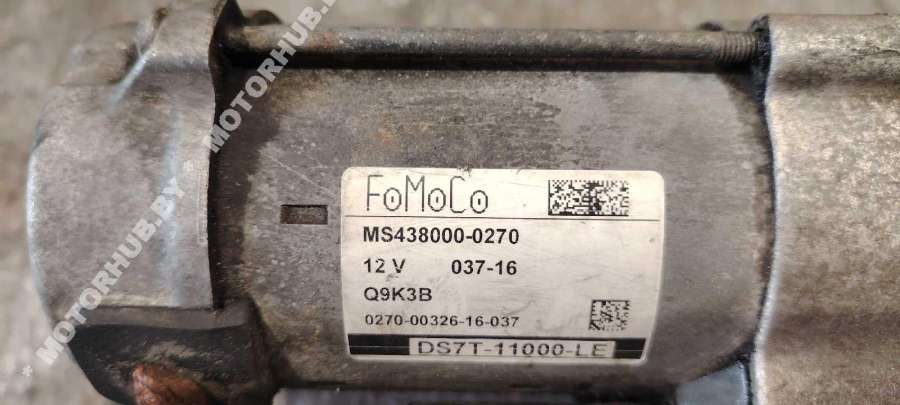 FoMoCo
MS438000-0270
12 V 037-16
Q9K3B
0270-00326-16-037
DS7T-11000-LE
* MOTORHUB.BY * MOTORHUB.BY